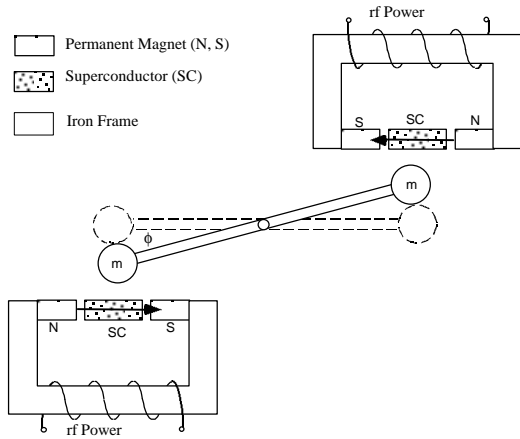 rf Power
Permanent Magnet (N, S)
Superconductor (SC)
Iron Frame
S
SC
N
m
ϕ
m
N
SC
S
rf Power